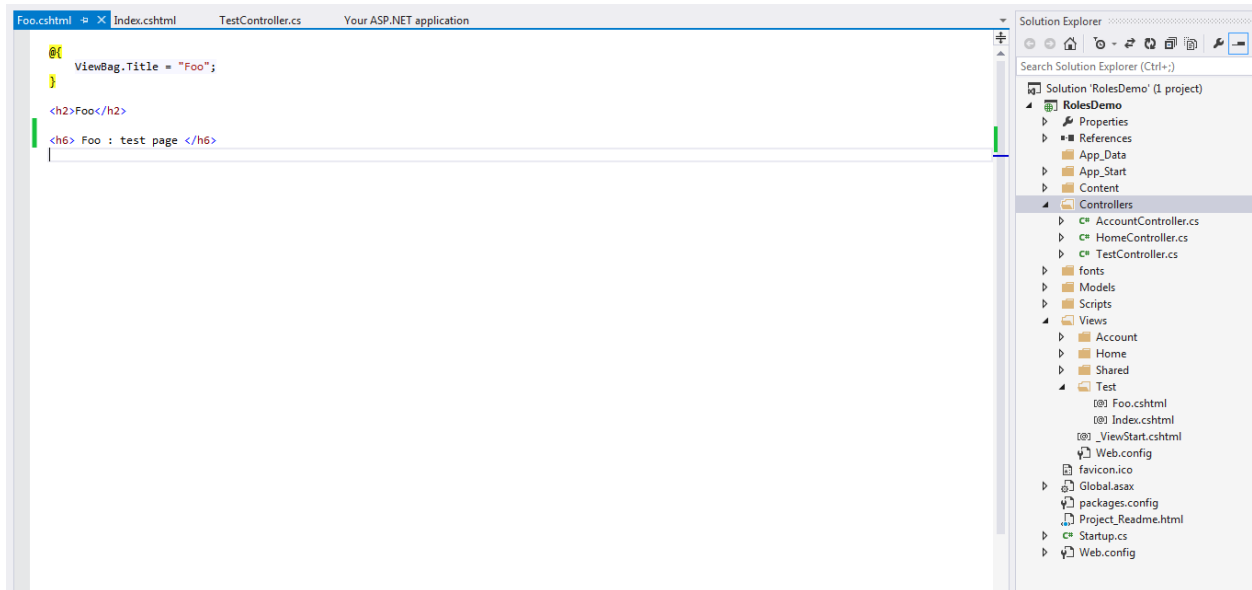 Foo.cshtml Index.cshtml TestController.cs Your ASP.NET application
@{
ViewBag.Title = "Foo";
}
<h2>Foo</h2>
<h6> Foo : test page </h6>
Solution Explorer
Search Solution Explorer (Ctrl+;)
Solution 'RolesDemo' (1 project)
RolesDemo
Properties
References
App_Data
App_Start
Content
Controllers
C# AccountController.cs
C# HomeController.cs
C# TestController.cs
fonts
Models
Scripts
Views
Account
Home
Shared
Test
[@] Foo.cshtml
[@] Index.cshtml
[@] _ViewStart.cshtml
Web.config
favicon.ico
Global.asax
packages.config
Project_Readme.html
C# Startup.cs
Web.config